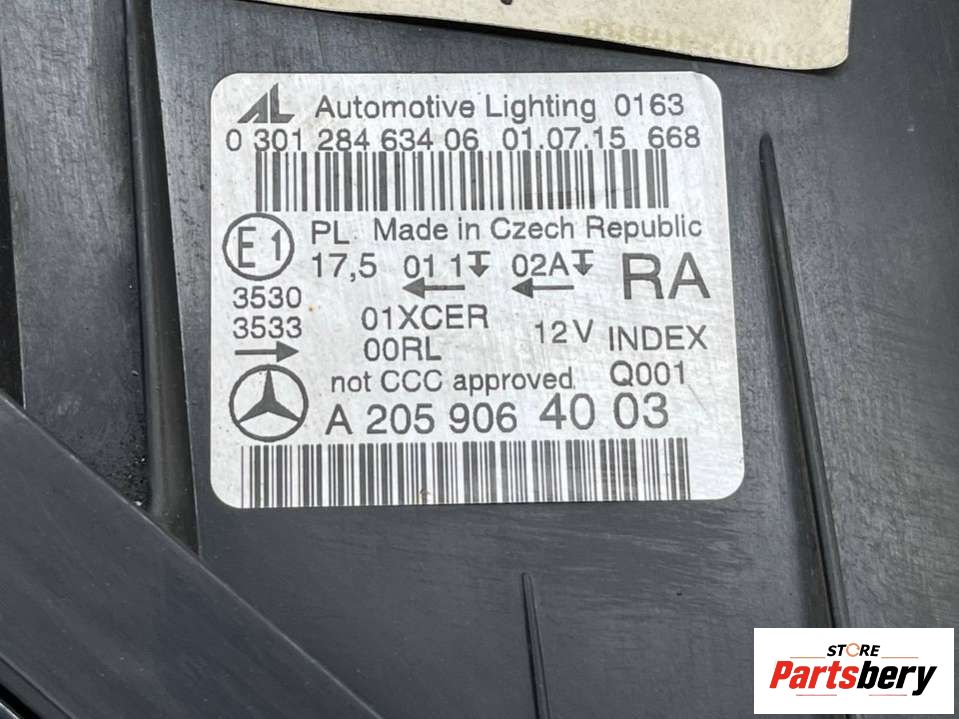 AL Automotive Lighting 0163
0 301 284 634 06 01.07.15 668
E1 PL Made in Czech Republic
17,5 01 1 02A RA
3530
3533
01XCER
00RL
12V INDEX
not CCC approved Q001
A 205 906 40 03
STORE
Partsbery